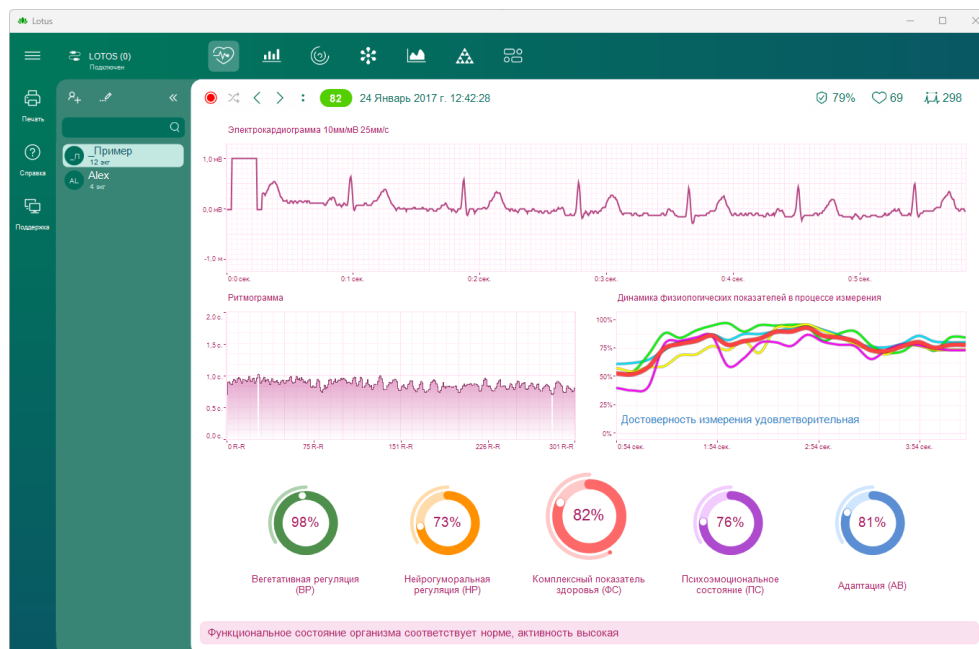 Lotus
LOTOS (0)
Подключен
Печать
Справка
Поддержка
_п
_Пример
12 экг
AL
Alex
4 экг
82
24 Январь 2017 г. 12:42:28
79%
69
298
Электрокардиограмма 10мм/мВ 25мм/с
1,0 мВ
0,0 мВ
-1,0 м
0:0 сек.
0:1 сек.
0:2 сек.
0:3 сек.
0:4 сек.
0:5 сек.
Ритмограмма
2.0 с.
1,5 с.
1,0 с.
0,5 с.
0,0 с.
0 R-R
75 R-R
151 R-R
226 R-R
301 R-R
Динамика физиологических показателей в процессе измерения
100%
75%
50%
25%
0%
Достоверность измерения удовлетворительная
0:54 сек.
1:54 сек.
2:54 сек.
3:54 сек.
98%
73%
82%
76%
81%
Вегетативная регуляция
(ВР)
Нейрогуморальная
регуляция (НР)
Комплексный показатель
здоровья (ФС)
Психоэмоциональное
состояние (ПС)
Адаптация (АВ)
Функциональное состояние организма соответствует норме, активность высокая